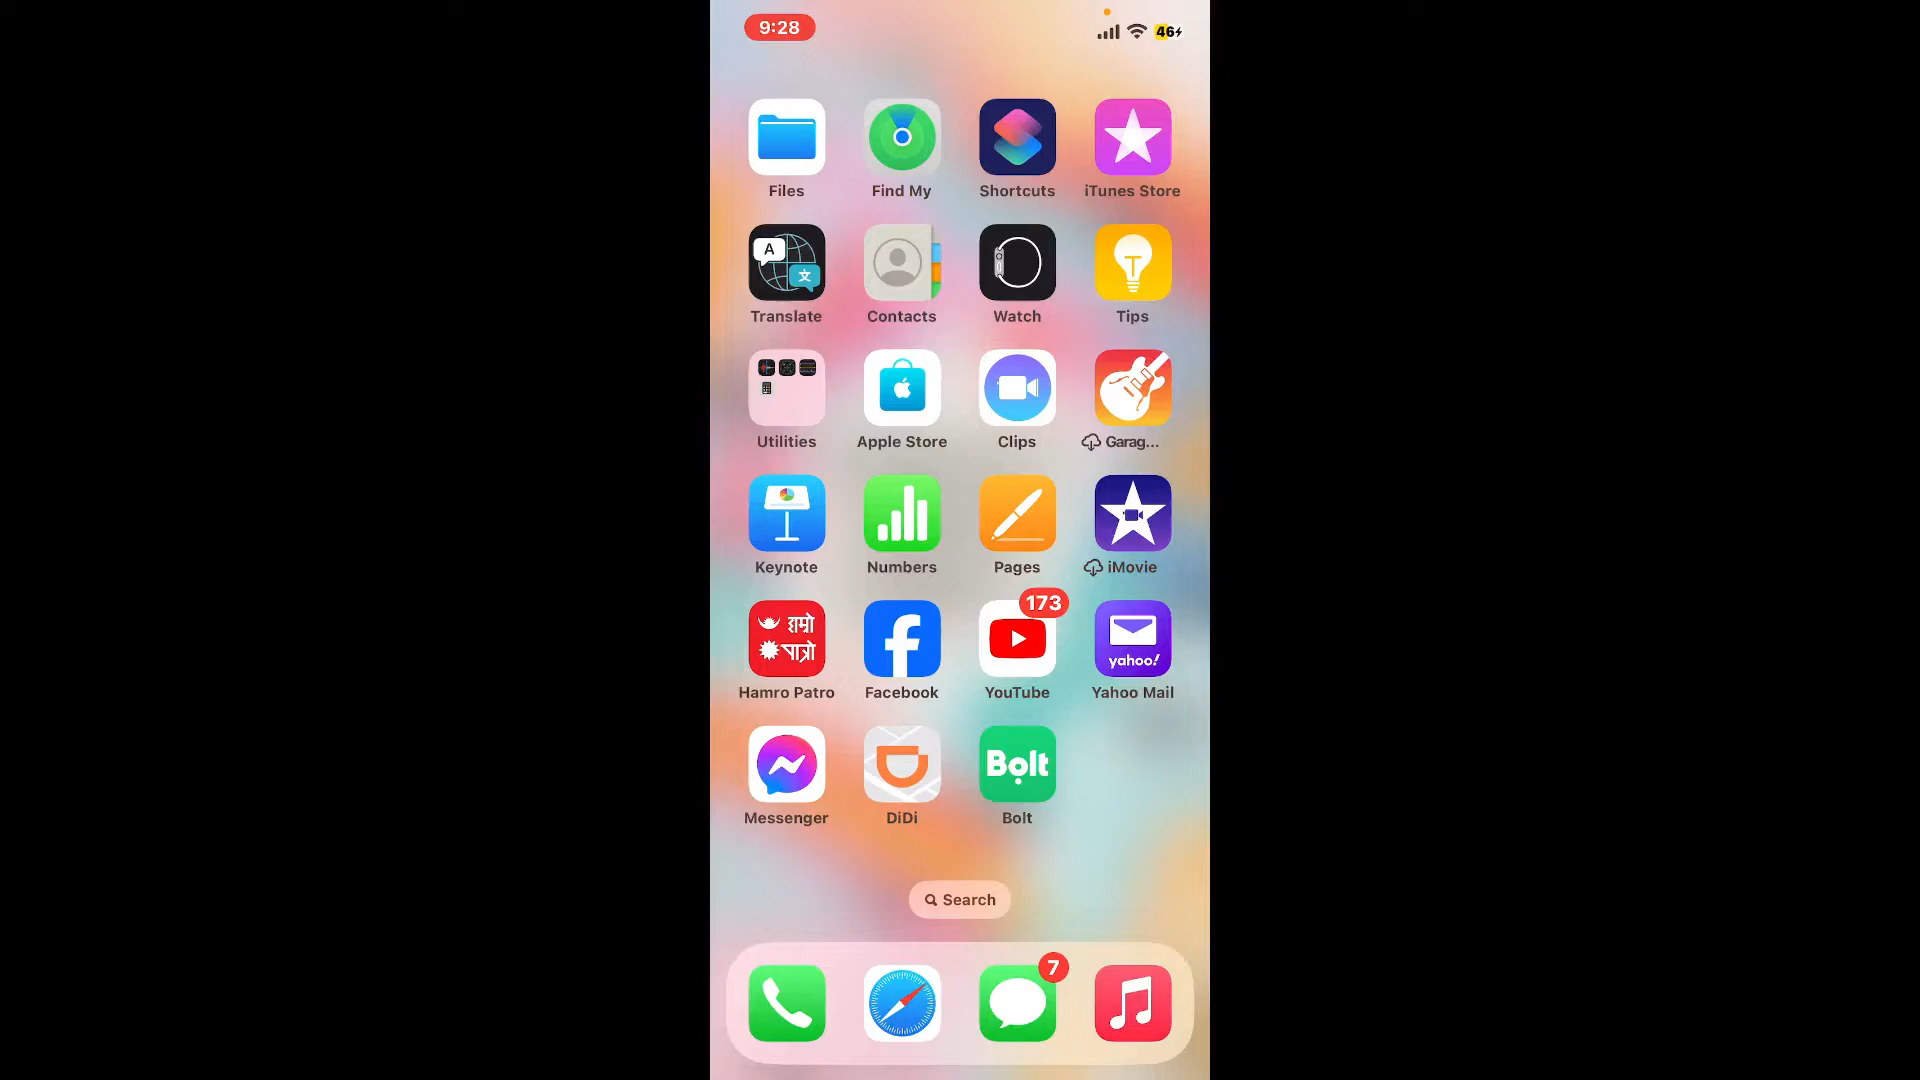 9:28
46
Files
Find My
Shortcuts
iTunes Store
A
文
Translate
Contacts
Watch
Tips
Utilities
Apple Store
Clips
Garag...
Keynote
Numbers
Pages
iMovie
हाम्रो
पात्रो
173
yahoo!
Hamro Patro
Facebook
YouTube
Yahoo Mail
Bolt
Messenger
DiDi
Bolt
Search
7